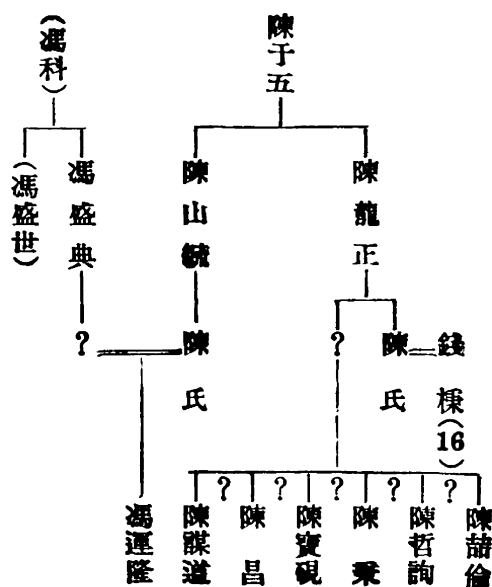 陳于五
(馮科)
陳龍正
陳山毓
馮盛典
(馮盛世)
錢棅(16)
陳氏
?
陳氏
?
? ? ? ? ? ?
陳喆倫
陳哲詢
陳
陳寶硯
陳昌
陳謀道
馮運隆